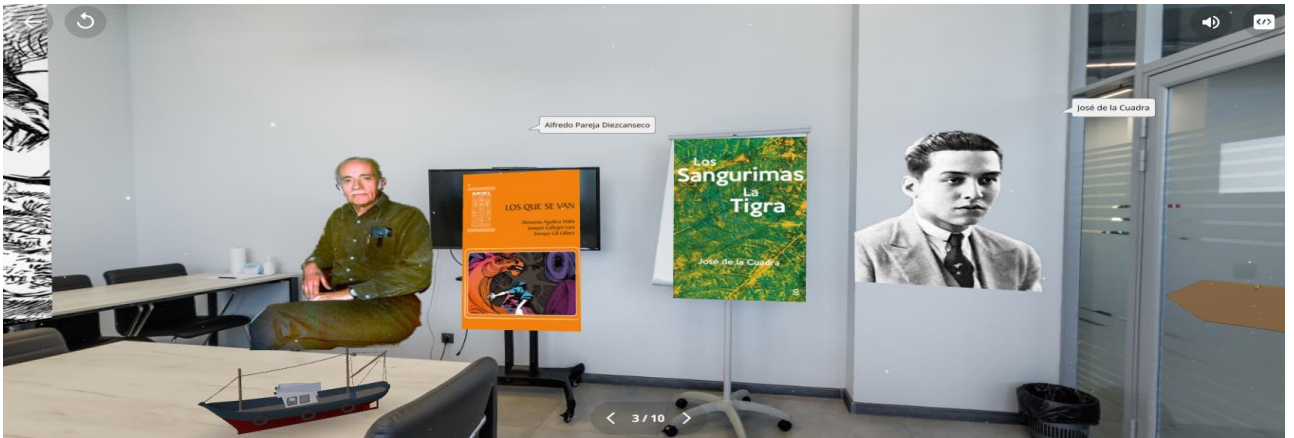 Alfredo Pareja Diezcanseco
José de la Cuadra
ARIEL
LOS QUE SE VAN
Demetrio Aguilera Malta
Joaquín Gallegos Lara
Enrique Gil Gilbert
Los
Sangurimas
La
Tigra
José de la Cuadra
3 / 10